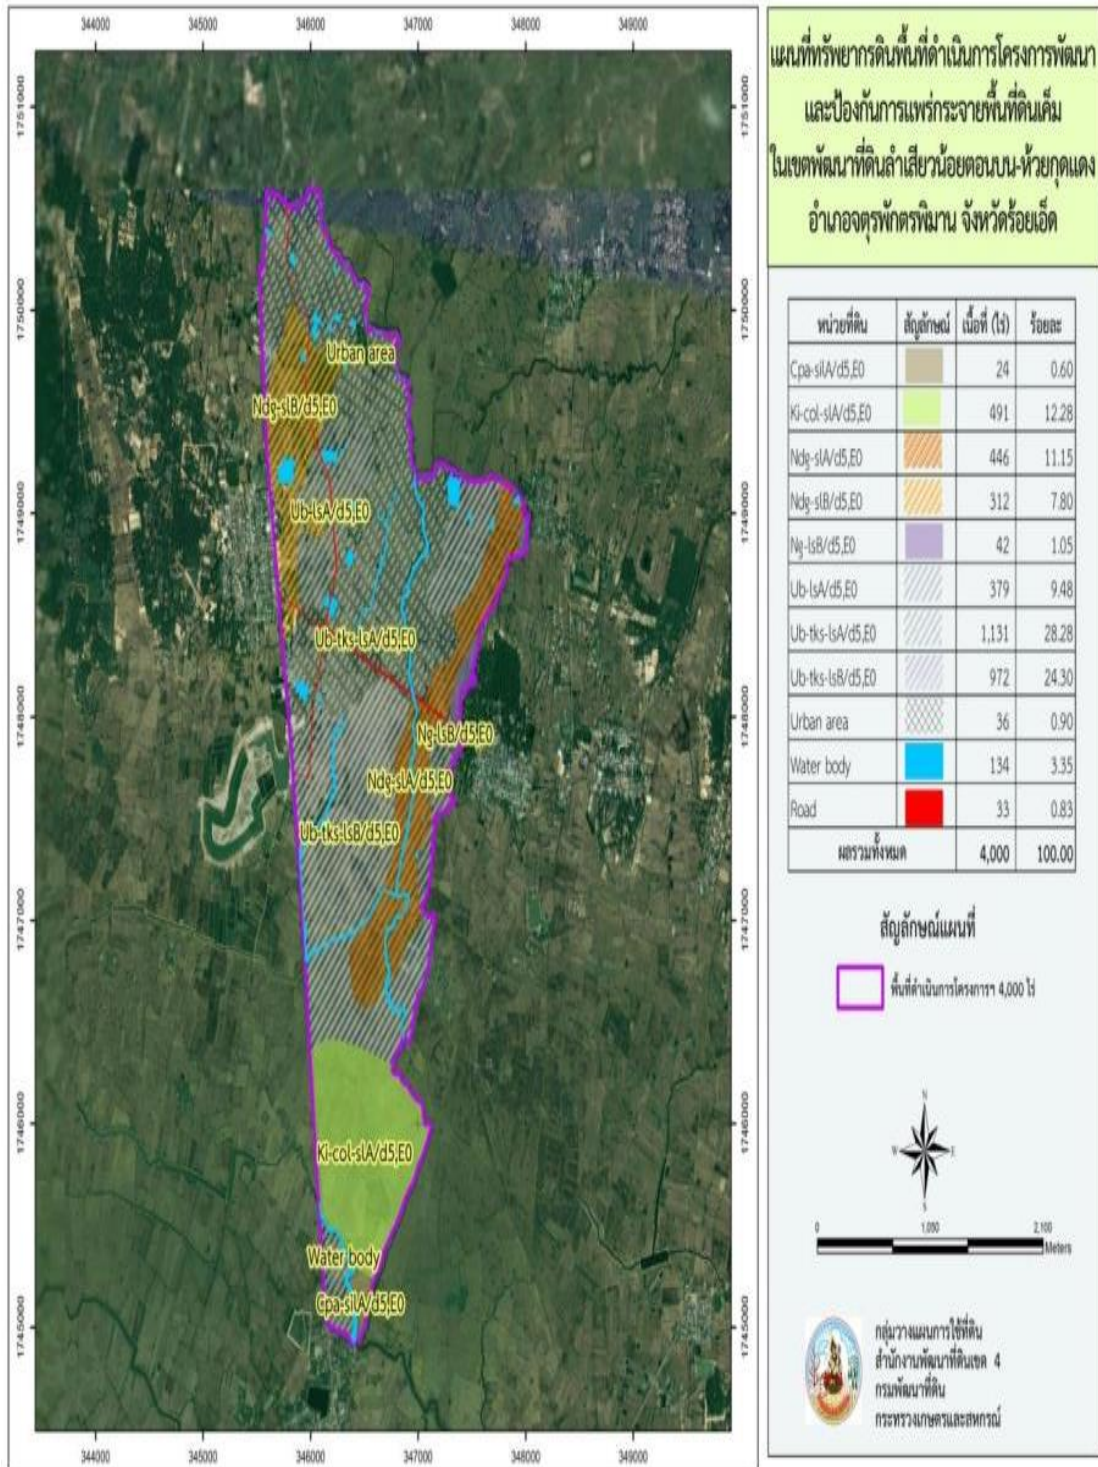 344000 345000 346000 347000 348000 349000
1751000
1750000
1749000
1748000
1747000
1746000
1745000
1751000
1750000
1749000
1748000
1747000
1746000
1745000
Urban area
Ndg-slB/d5,E0
Ub-lsA/d5,E0
Ub-tks-lsA/d5,E0
Ng-lsB/d5,E0
Ndg-slA/d5,E0
Ub-tks-lsB/d5,E0
Ki-col-slA/d5,E0
Water body
Cpa-silA/d5,E0
344000 345000 346000 347000 348000 349000
แผนที่ทรัพยากรดินพื้นที่ดำเนินการโครงการพัฒนา
และป้องกันการแพร่กระจายพื้นที่ดินเค็ม
ในเขตพัฒนาที่ดินลำเสียวน้อยตอนบน-ห้วยกุดแดง
อำเภอจตุรพักตรพิมาน จังหวัดร้อยเอ็ด
หน่วยที่ดิน สัญลักษณ์ เนื้อที่ (ไร่) ร้อยละ
Cpa-silA/d5,E0 24 0.60
Ki-col-slA/d5,E0 491 12.28
Ndg-slA/d5,E0 446 11.15
Ndg-slB/d5,E0 312 7.80
Ng-lsB/d5,E0 42 1.05
Ub-lsA/d5,E0 379 9.48
Ub-tks-lsA/d5,E0 1,131 28.28
Ub-tks-lsB/d5,E0 972 24.30
Urban area 36 0.90
Water body 134 3.35
Road 33 0.83
ผลรวมทั้งหมด 4,000 100.00
สัญลักษณ์แผนที่
พื้นที่ดำเนินการโครงการฯ 4,000 ไร่
N
W E
S
0 1,050 2,100
Meters
กลุ่มวางแผนการใช้ที่ดิน
สำนักงานพัฒนาที่ดินเขต 4
กรมพัฒนาที่ดิน
กระทรวงเกษตรและสหกรณ์